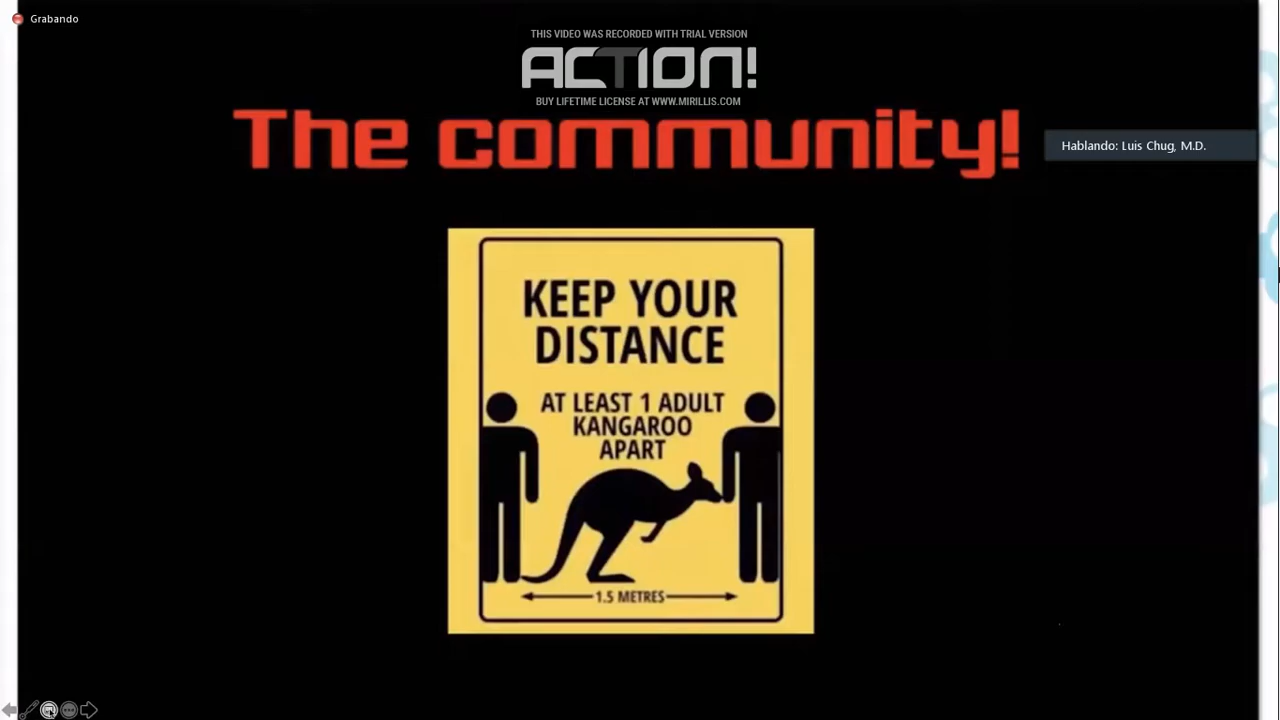 Grabando
THIS VIDEO WAS RECORDED WITH TRIAL VERSION
ACTION!
BUY LIFETIME LICENSE AT WWW.MIRILLIS.COM
The community!
Hablando: Luis Chug, M.D.
KEEP YOUR
DISTANCE
AT LEAST 1 ADULT
KANGAROO
APART
1.5 METRES